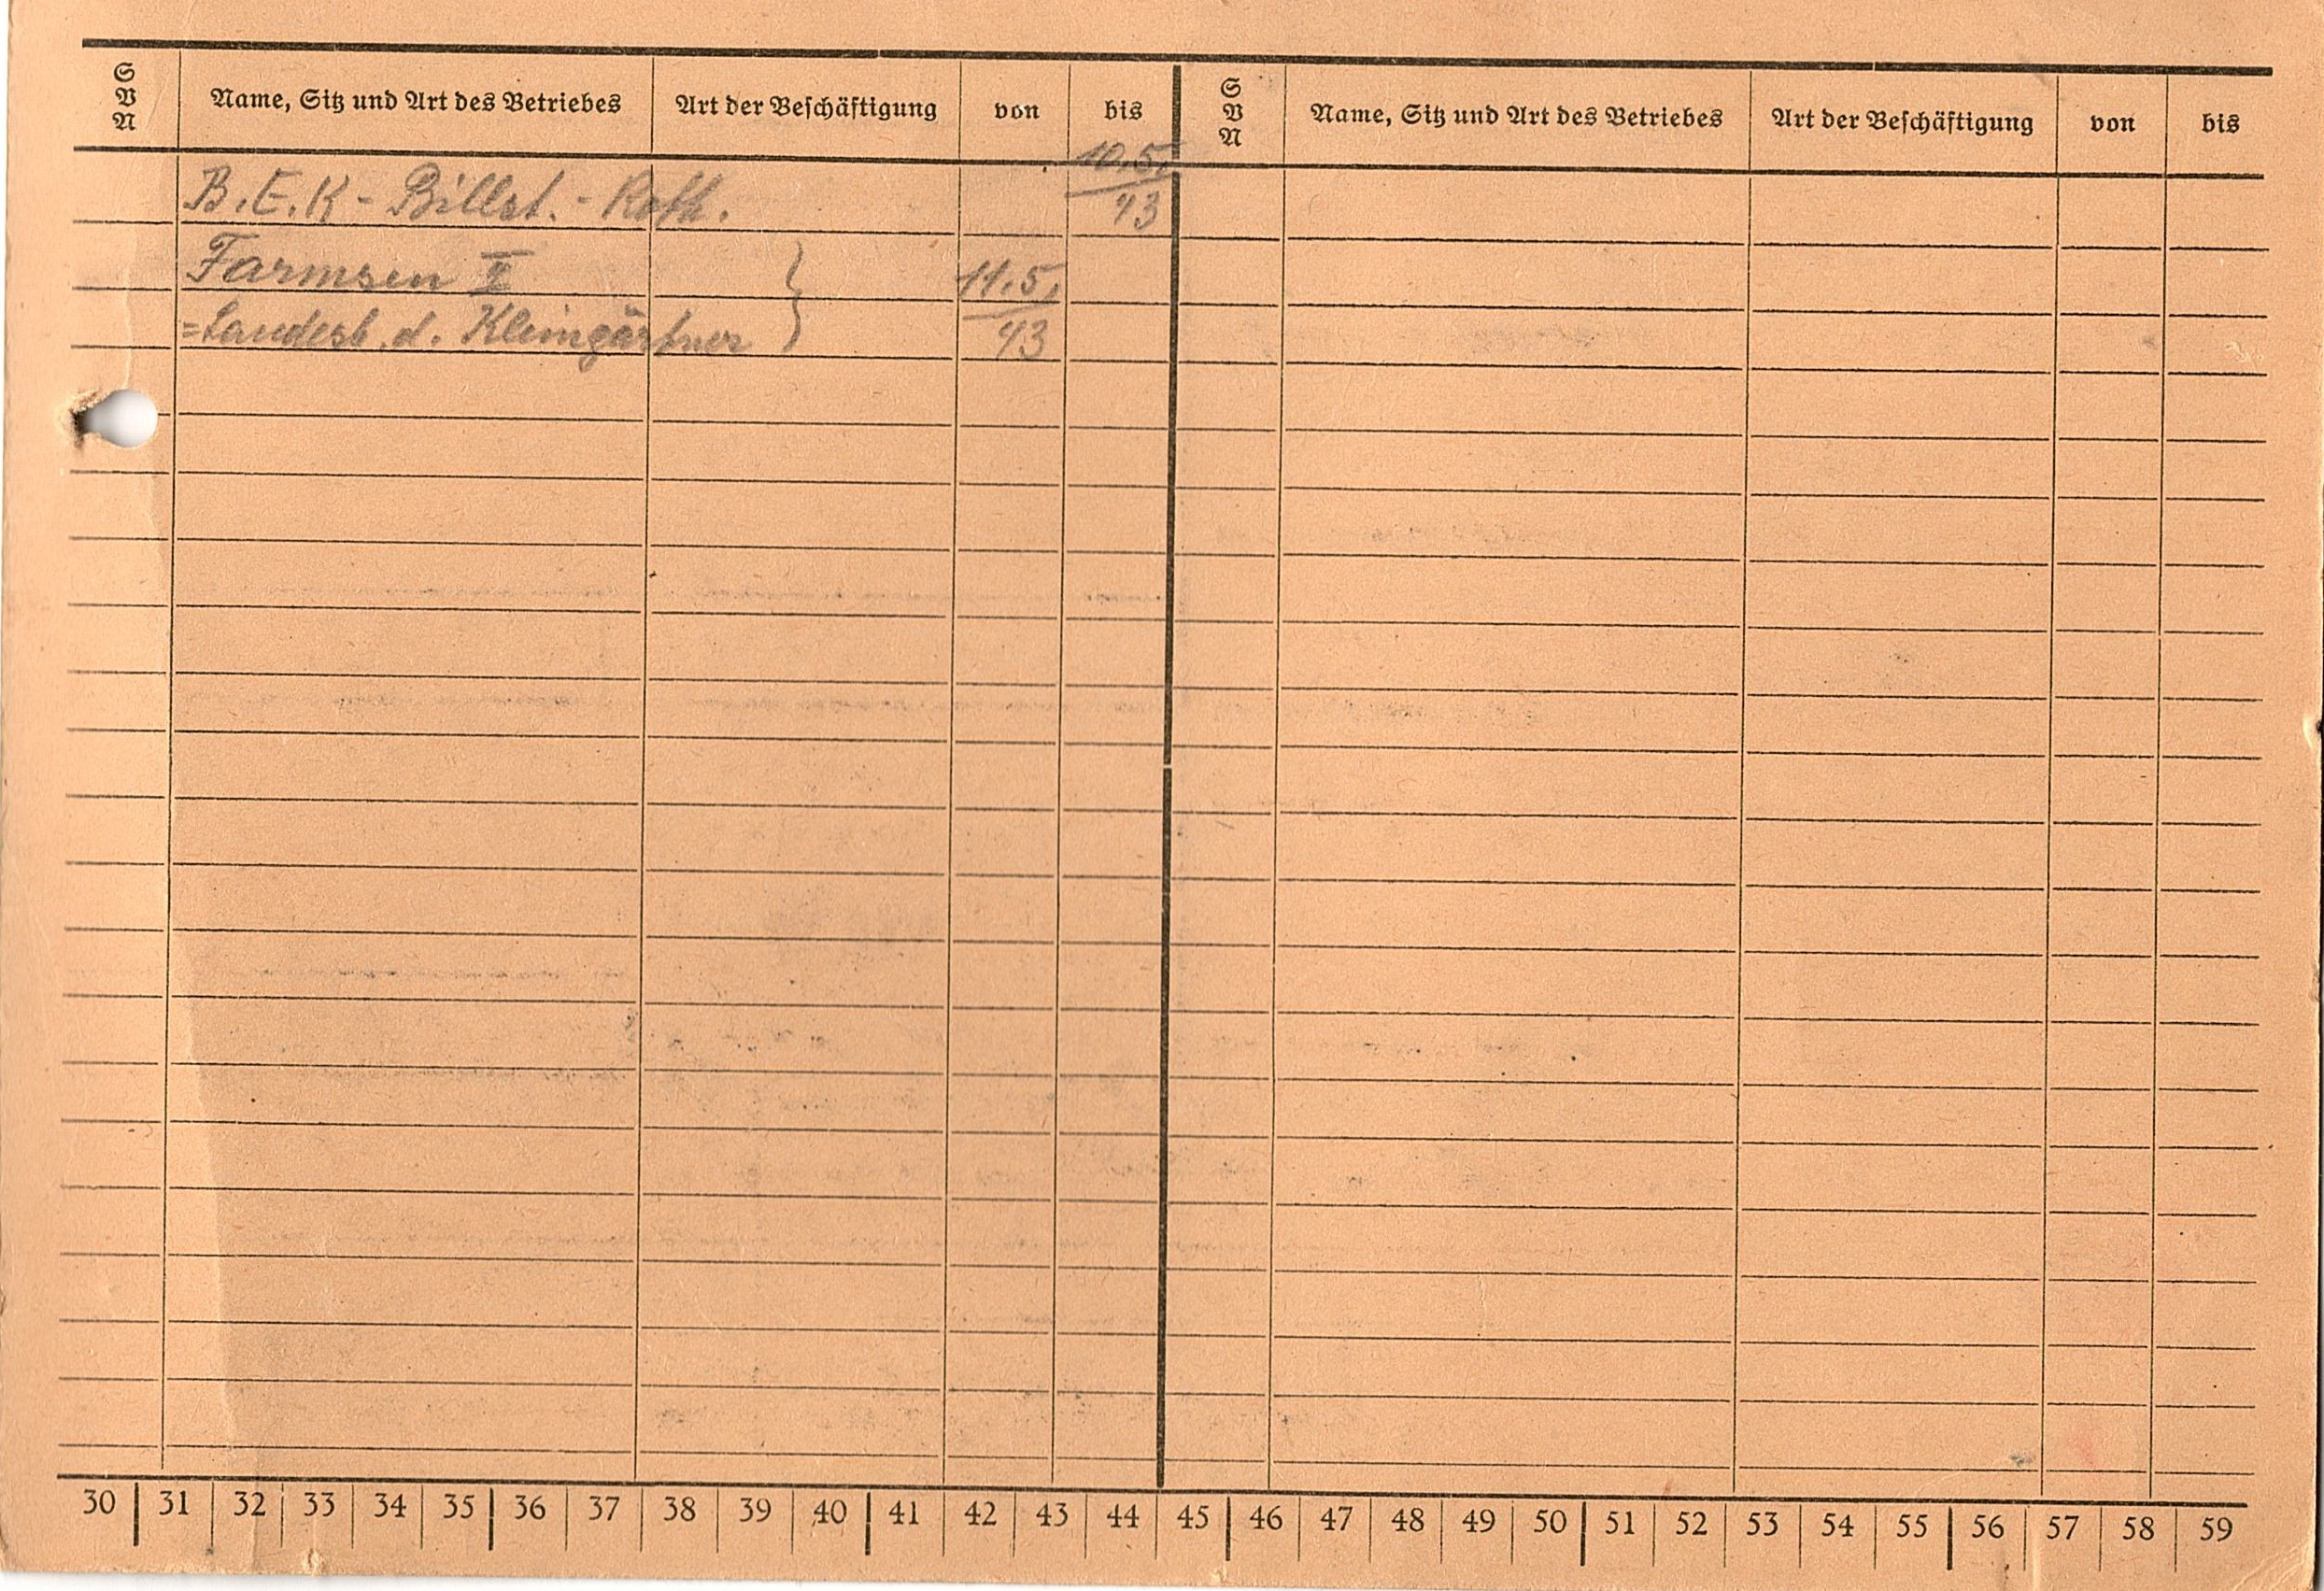 S V N Name, Sitz und Art des Betriebes Art der Beschäftigung von bis S V N Name, Sitz und Art des Betriebes Art der Beschäftigung von bis
B.E.K - Billst. - Roth. 10.5. 43
Farmsen II 11.5. 43
=Landesb. d. Kleingärtner
30 31 32 33 34 35 36 37 38 39 40 41 42 43 44 45 46 47 48 49 50 51 52 53 54 55 56 57 58 59